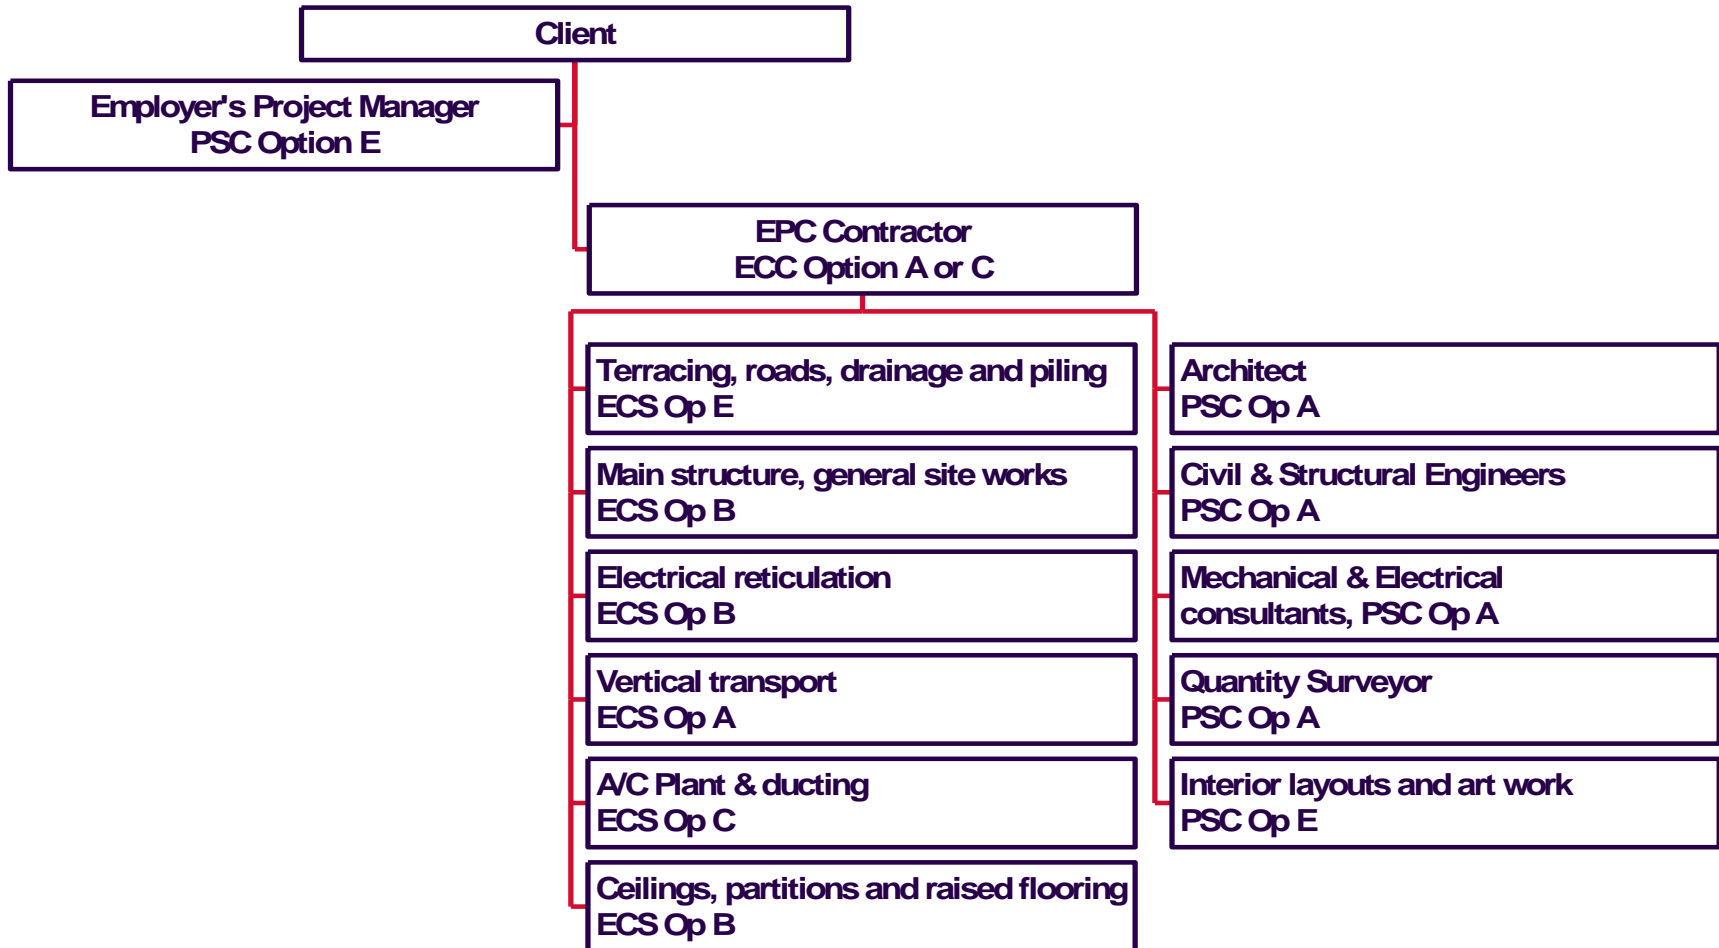 Client
Employer's Project Manager
PSC Option E
EPC Contractor
ECC Option A or C
Terracing, roads, drainage and piling
ECS Op E
Main structure, general site works
ECS Op B
Electrical reticulation
ECS Op B
Vertical transport
ECS Op A
A/C Plant & ducting
ECS Op C
Ceilings, partitions and raised flooring
ECS Op B
Architect
PSC Op A
Civil & Structural Engineers
PSC Op A
Mechanical & Electrical
consultants, PSC Op A
Quantity Surveyor
PSC Op A
Interior layouts and art work
PSC Op E